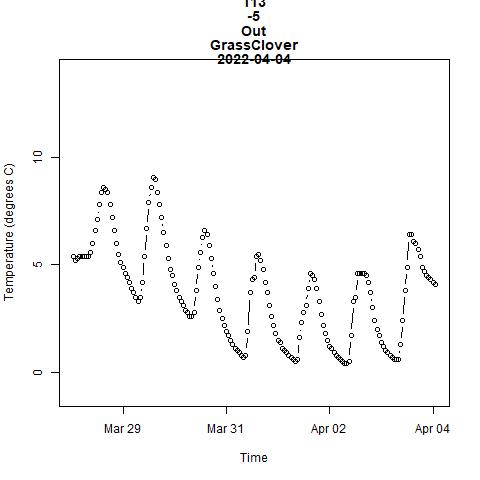 T13
-5
Out
GrassClover
2022-04-04
10
5
0
Temperature (degrees C)
Mar 29
Mar 31
Apr 02
Apr 04
Time